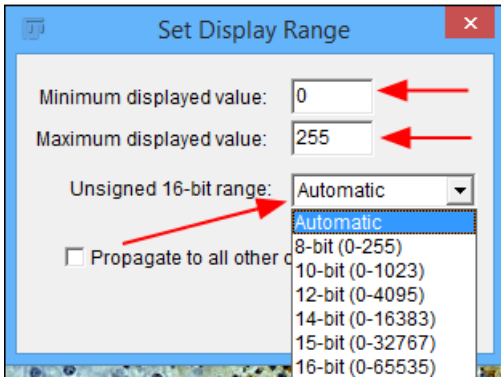 Set Display Range
Minimum displayed value: 0
Maximum displayed value: 255
Unsigned 16-bit range: Automatic
Automatic
8-bit (0-255)
Propagate to all other
10-bit (0-1023)
12-bit (0-4095)
14-bit (0-16383)
15-bit (0-32767)
16-bit (0-65535)